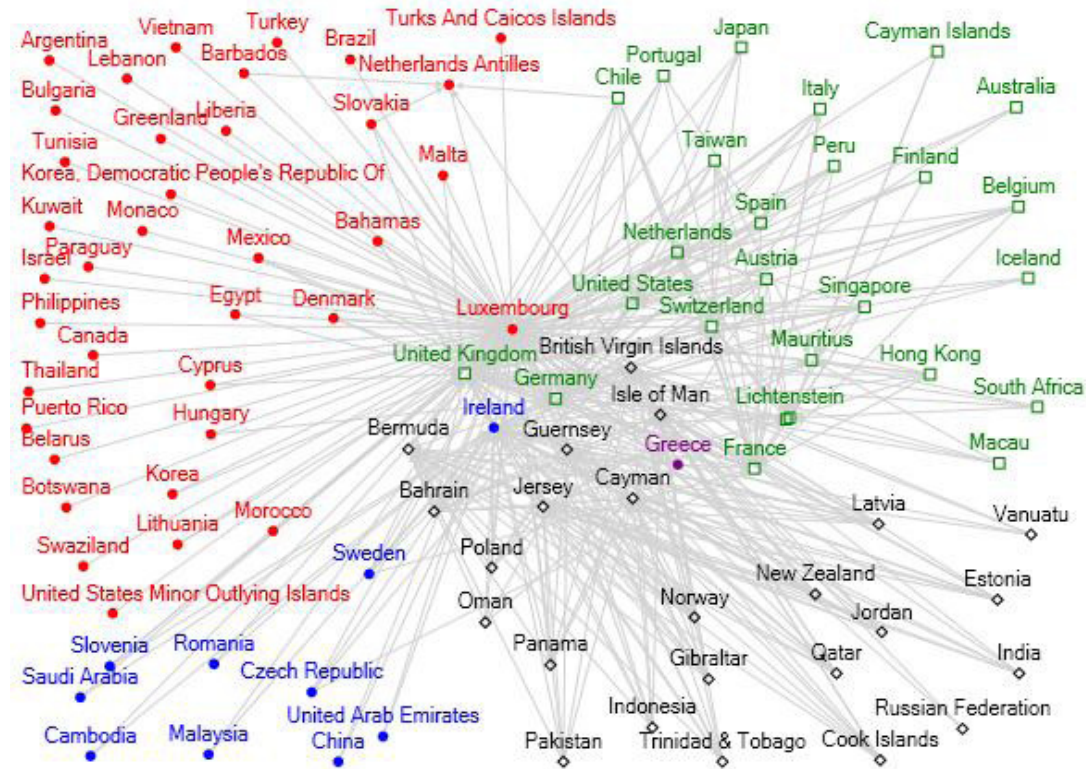 Turks And Caicos Islands
Vietnam
Turkey
Argentina
Lebanon
Barbados
Brazil
Netherlands Antilles
Bulgaria
Greenland
Liberia
Slovakia
Tunisia
Malta
Korea, Democratic People's Republic Of
Kuwait
Monaco
Bahamas
Israel
Paraguay
Mexico
Philippines
Egypt
Denmark
Luxembourg
Canada
Thailand
Cyprus
Puerto Rico
Hungary
Belarus
Botswana
Korea
Lithuania
Morocco
Swaziland
United States Minor Outlying Islands
Japan
Cayman Islands
Portugal
Chile
Italy
Australia
Taiwan
Peru
Finland
Belgium
Spain
Netherlands
Austria
Iceland
United States
Switzerland
Singapore
United Kingdom
Mauritius
Hong Kong
Germany
Lichtenstein
South Africa
France
Macau
British Virgin Islands
Isle of Man
Ireland
Bermuda
Guernsey
Greece
Bahrain
Jersey
Cayman
Latvia
Vanuatu
Sweden
Poland
New Zealand
Estonia
Oman
Norway
Jordan
Slovenia
Romania
Panama
Gibraltar
Qatar
India
Saudi Arabia
Czech Republic
Indonesia
Russian Federation
Cambodia
Malaysia
United Arab Emirates
China
Pakistan
Trinidad & Tobago
Cook Islands